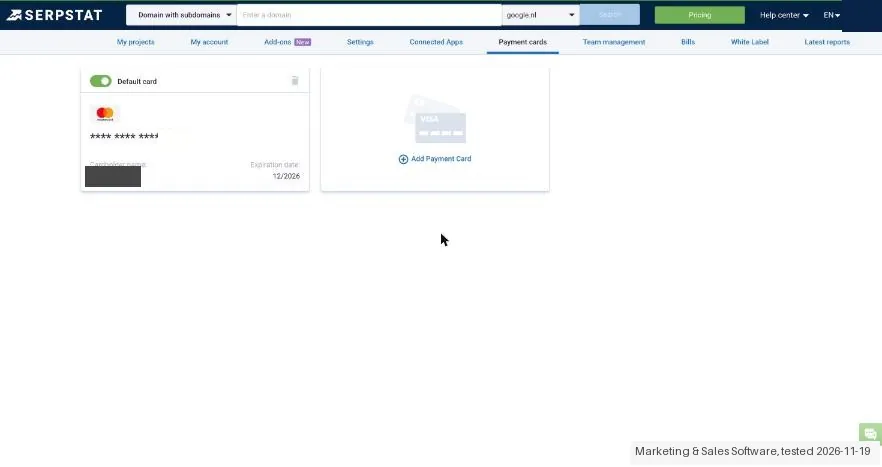 SERPSTAT Domain with subdomains Enter a domain google.nl Search Pricing Help center EN
My projects My account Add-ons New Settings Connected Apps Payment cards Team management Bills White Label Latest reports
Default card
**** **** ****
VISA
Add Payment Card
Cardholder name: Expiration date:
12/2026
Marketing & Sales Software, tested 2026-11-19